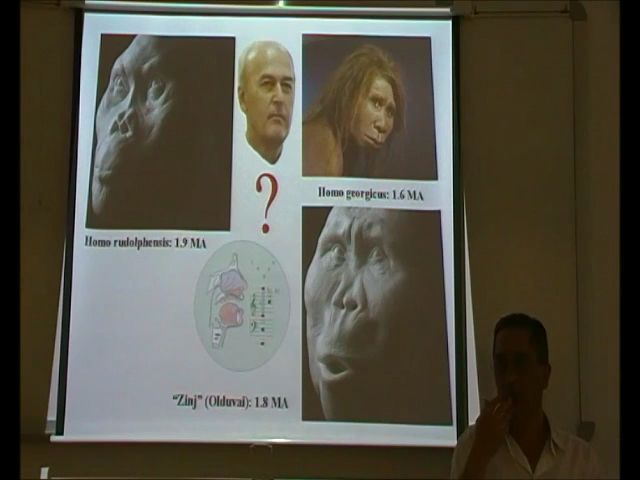 Homo georgicus: 1.6 MA
?
Homo rudolphensis: 1.9 MA
“Zinj” (Olduvai): 1.8 MA